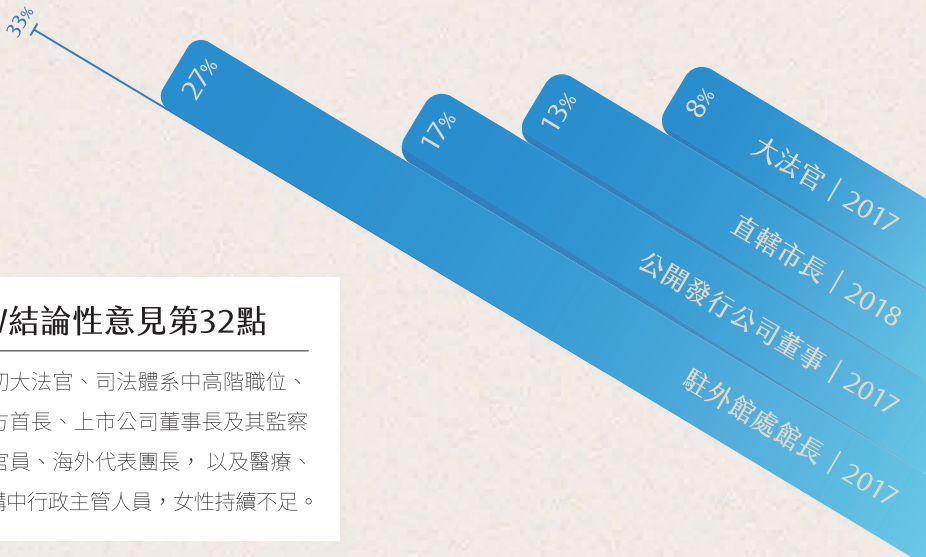 33%
27%
17%
13%
8%
大法官 | 2017
直轄市長 | 2018
公開發行公司董事 | 2017
駐外館處館長 | 2017
/結論性意見第32點
大法官、司法體系中高階職位、
首長、上市公司董事長及其監察
官員、海外代表團長， 以及醫療、
中行政主管人員，女性持續不足。